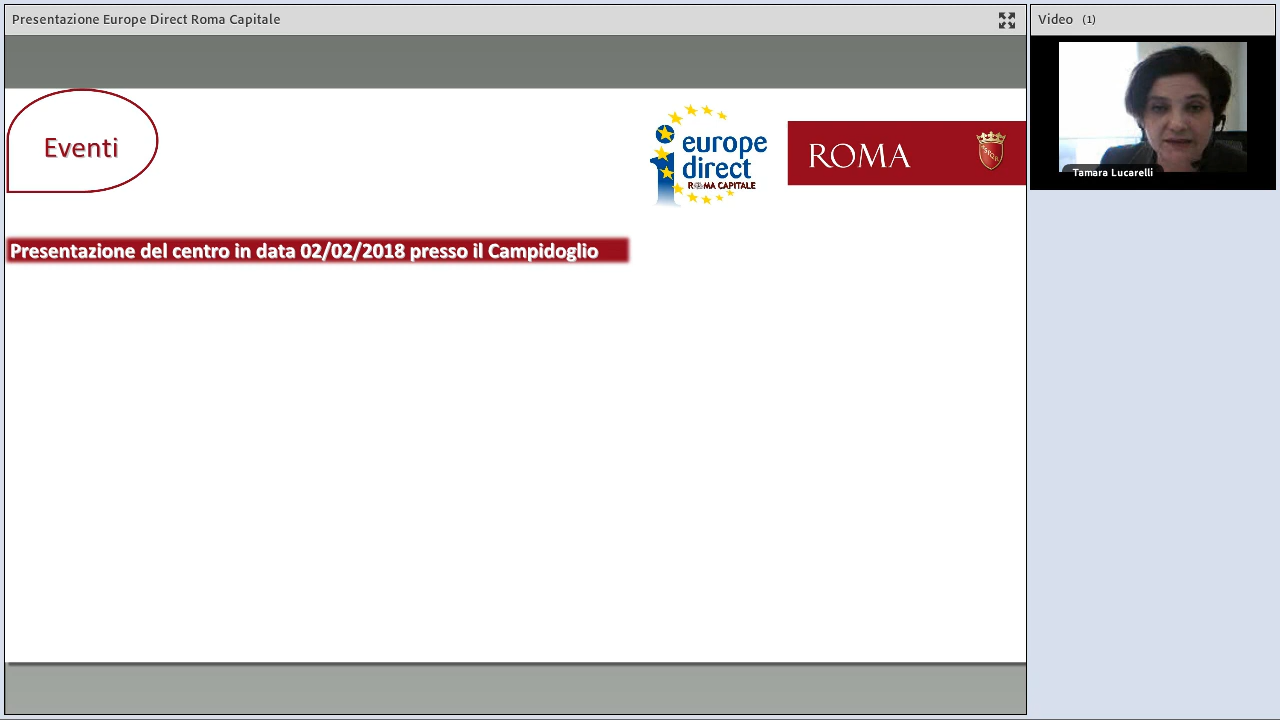 Presentazione Europe Direct Roma Capitale
Video (1)
Tamara Lucarelli
Eventi
europe
direct
ROMA CAPITALE
ROMA
SPQR
Presentazione del centro in data 02/02/2018 presso il Campidoglio